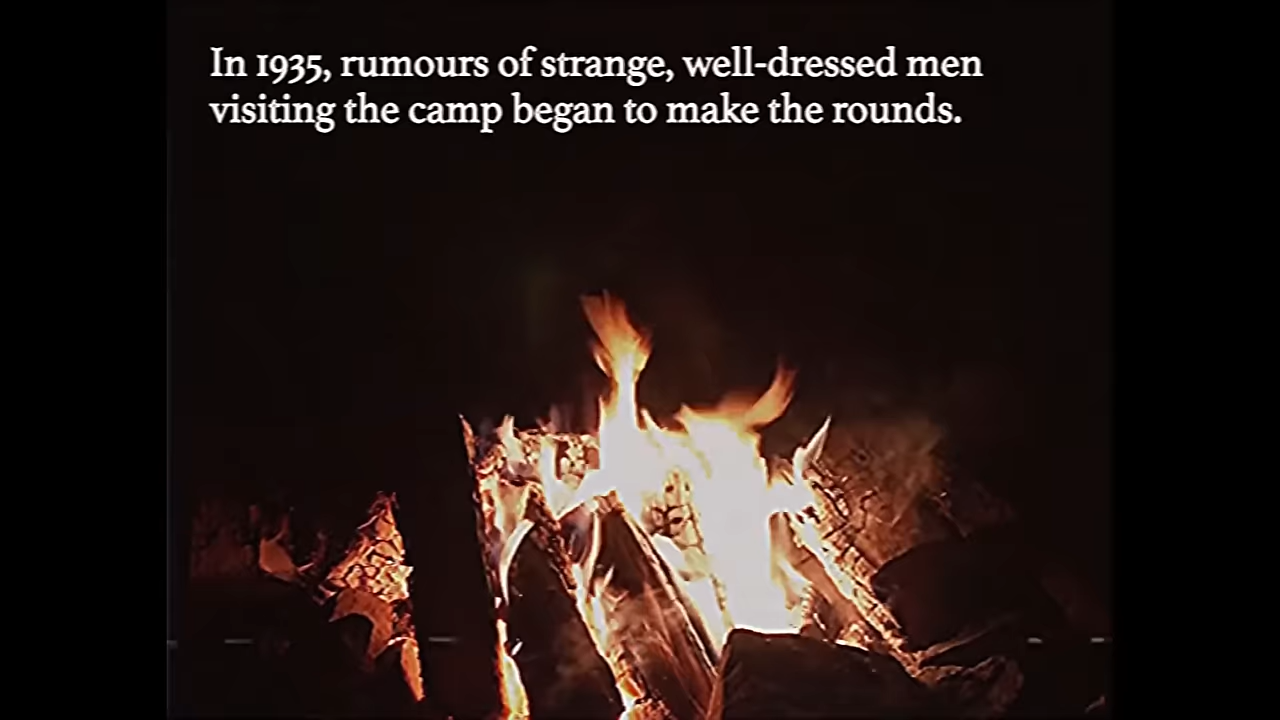 In 1935, rumours of strange, well-dressed men
visiting the camp began to make the rounds.